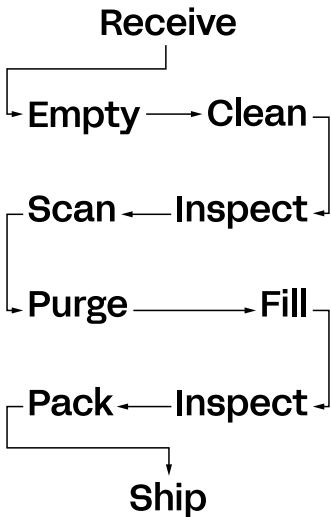 Receive
Empty Clean
Scan Inspect
Purge Fill
Pack Inspect
Ship